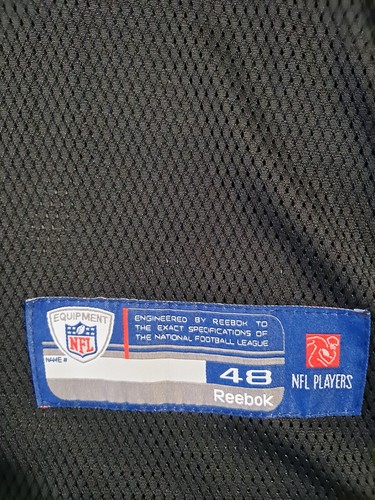 EQUIPMENT
NFL
ENGINEERED BY REEBOK TO
THE EXACT SPECIFICATIONS OF
THE NATIONAL FOOTBALL LEAGUE
NAME #
48
Reebok
NFL PLAYERS